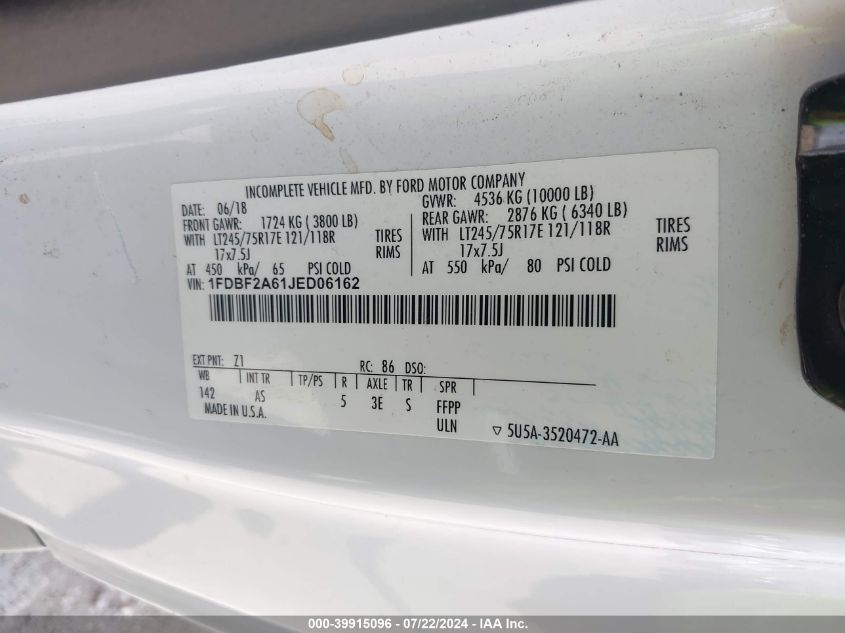 INCOMPLETE VEHICLE MFD. BY FORD MOTOR COMPANY
DATE: 06/18
GVWR: 4536 KG (10000 LB)
FRONT GAWR: 1724 KG ( 3800 LB)
REAR GAWR: 2876 KG ( 6340 LB)
WITH LT245/75R17E 121/118R TIRES
WITH LT245/75R17E 121/118R TIRES
17x7.5J RIMS
17x7.5J RIMS
AT 450 kPa/ 65 PSI COLD
AT 550 kPa/ 80 PSI COLD
VIN: 1FDBF2A61JED06162
EXT PNT: Z1 RC: 86 DSO:
WB INT TR TP/PS R AXLE TR SPR
142 AS 5 3E S FFPP
MADE IN U.S.A. ULN
▽ 5U5A-3520472-AA
000-39915096 - 07/22/2024 - IAA Inc.